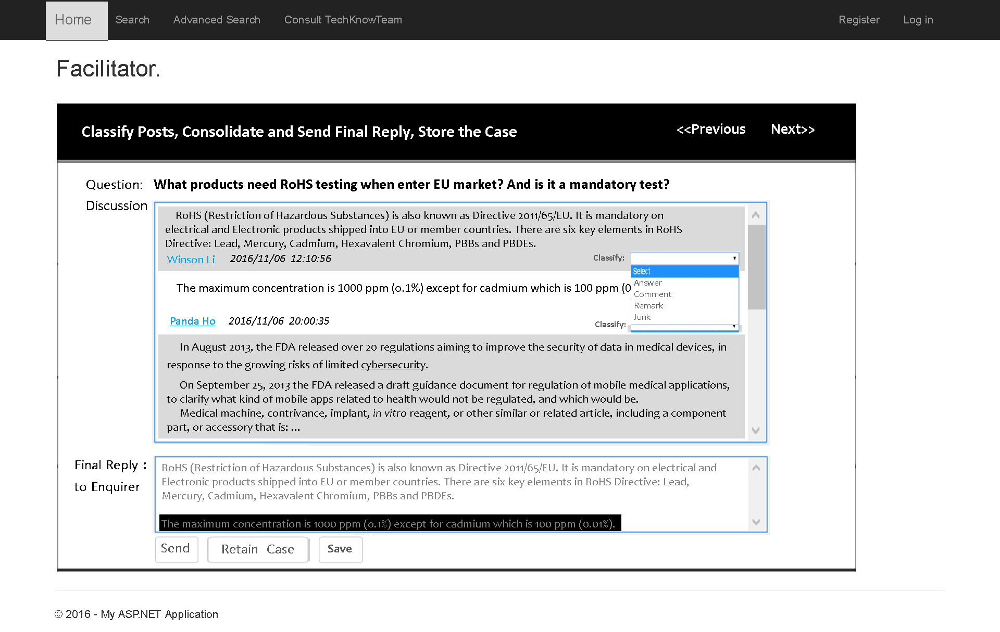 Home Search Advanced Search Consult TechKnowTeam Register Log in
Facilitator.
Classify Posts, Consolidate and Send Final Reply, Store the Case <<Previous Next>>
Question: What products need RoHS testing when enter EU market? And is it a mandatory test?
Discussion
RoHS (Restriction of Hazardous Substances) is also known as Directive 2011/65/EU. It is mandatory on
electrical and Electronic products shipped into EU or member countries. There are six key elements in RoHS
Directive: Lead, Mercury, Cadmium, Hexavalent Chromium, PBBs and PBDEs.
Winson Li 2016/11/06 12:10:56 Classify:
Select
Answer
Comment
Remark
Junk
The maximum concentration is 1000 ppm (0.1%) except for cadmium which is 100 ppm (0
Panda Ho 2016/11/06 20:00:35 Classify:
In August 2013, the FDA released over 20 regulations aiming to improve the security of data in medical devices, in
response to the growing risks of limited cybersecurity.
On September 25, 2013 the FDA released a draft guidance document for regulation of mobile medical applications,
to clarify what kind of mobile apps related to health would not be regulated, and which would be.
Medical machine, contrivance, implant, in vitro reagent, or other similar or related article, including a component
part, or accessory that is: ...
Final Reply :
to Enquirer
RoHS (Restriction of Hazardous Substances) is also known as Directive 2011/65/EU. It is mandatory on electrical and
Electronic products shipped into EU or member countries. There are six key elements in RoHS Directive: Lead,
Mercury, Cadmium, Hexavalent Chromium, PBBs and PBDEs.
The maximum concentration is 1000 ppm (0.1%) except for cadmium which is 100 ppm (0.01%).
Send Retain Case Save
© 2016 - My ASP.NET Application